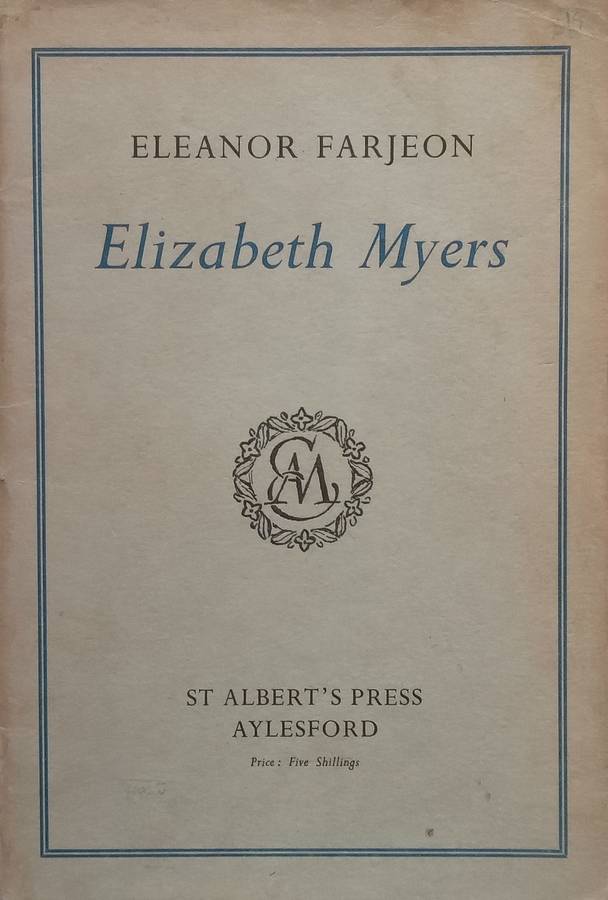 ELEANOR FARJEON
Elizabeth Myers
ST ALBERT'S PRESS
AYLESFORD
Price: Five Shillings